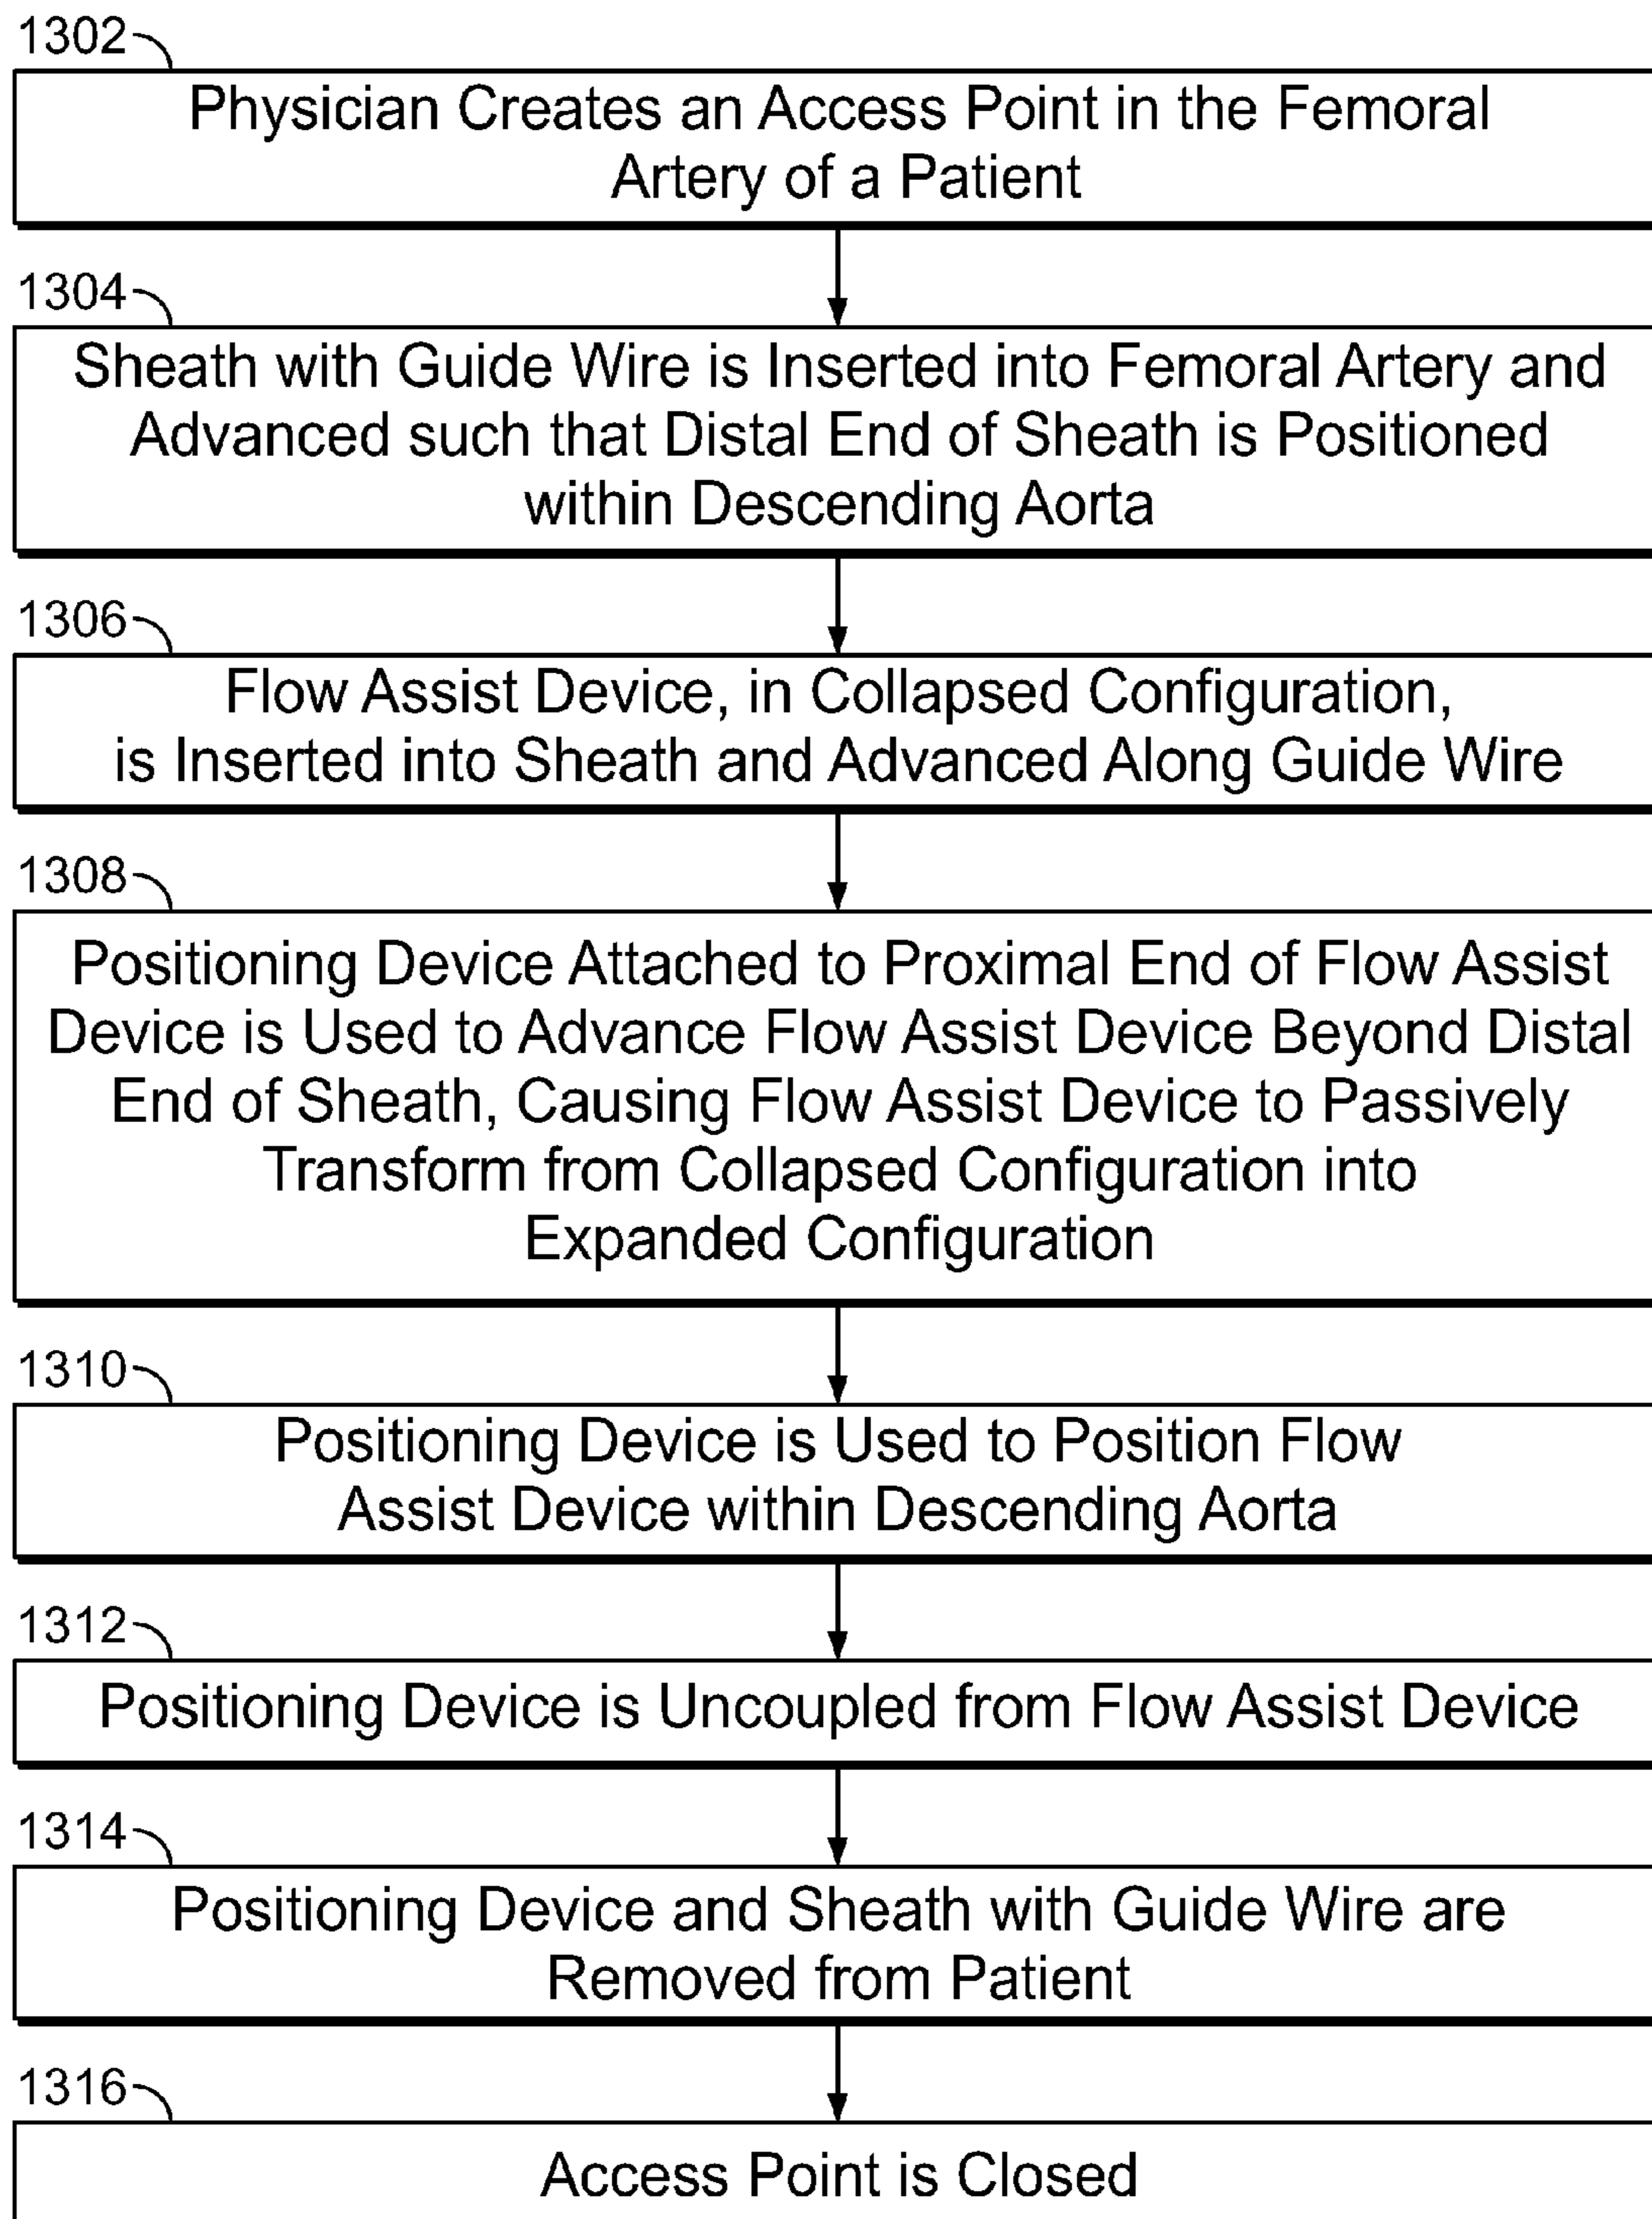 1302
Physician Creates an Access Point in the Femoral
Artery of a Patient
1304
Sheath with Guide Wire is Inserted into Femoral Artery and
Advanced such that Distal End of Sheath is Positioned
within Descending Aorta
1306
Flow Assist Device, in Collapsed Configuration,
is Inserted into Sheath and Advanced Along Guide Wire
1308
Positioning Device Attached to Proximal End of Flow Assist
Device is Used to Advance Flow Assist Device Beyond Distal
End of Sheath, Causing Flow Assist Device to Passively
Transform from Collapsed Configuration into
Expanded Configuration
1310
Positioning Device is Used to Position Flow
Assist Device within Descending Aorta
1312
Positioning Device is Uncoupled from Flow Assist Device
1314
Positioning Device and Sheath with Guide Wire are
Removed from Patient
1316
Access Point is Closed